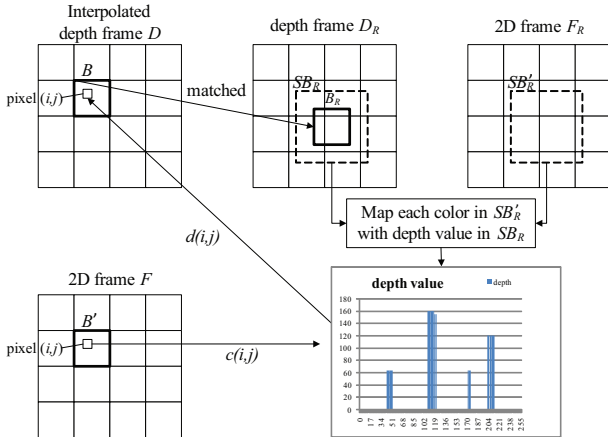 Interpolated
depth frame D
depth frame D_R
2D frame F_R
B
pixel (i,j)
matched
SB_R
B_R
SB'_R
Map each color in SB'_R
with depth value in SB_R
d(i,j)
2D frame F
B'
pixel (i,j)
c(i,j)
depth value
depth
180
160
140
120
100
80
60
40
20
0
0 17 34 51 68 85 102 119 136 153 170 187 204 221 238 255